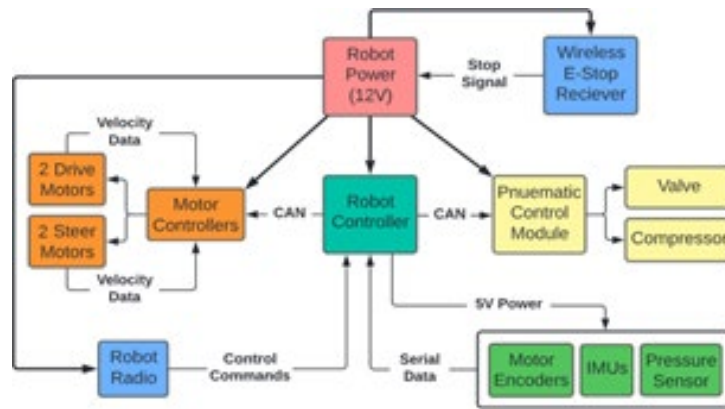 Robot
Power
(12V)
Wireless
E-Stop
Reciever
Stop
Signal
Velocity
Data
2 Drive
Motors
2 Steer
Motors
Motor
Controllers
CAN
Robot
Controller
CAN
Pnuematic
Control
Module
Valve
Compressor
Velocity
Data
5V Power
Robot
Radio
Control
Commands
Serial
Data
Motor
Encoders
IMUs
Pressure
Sensor